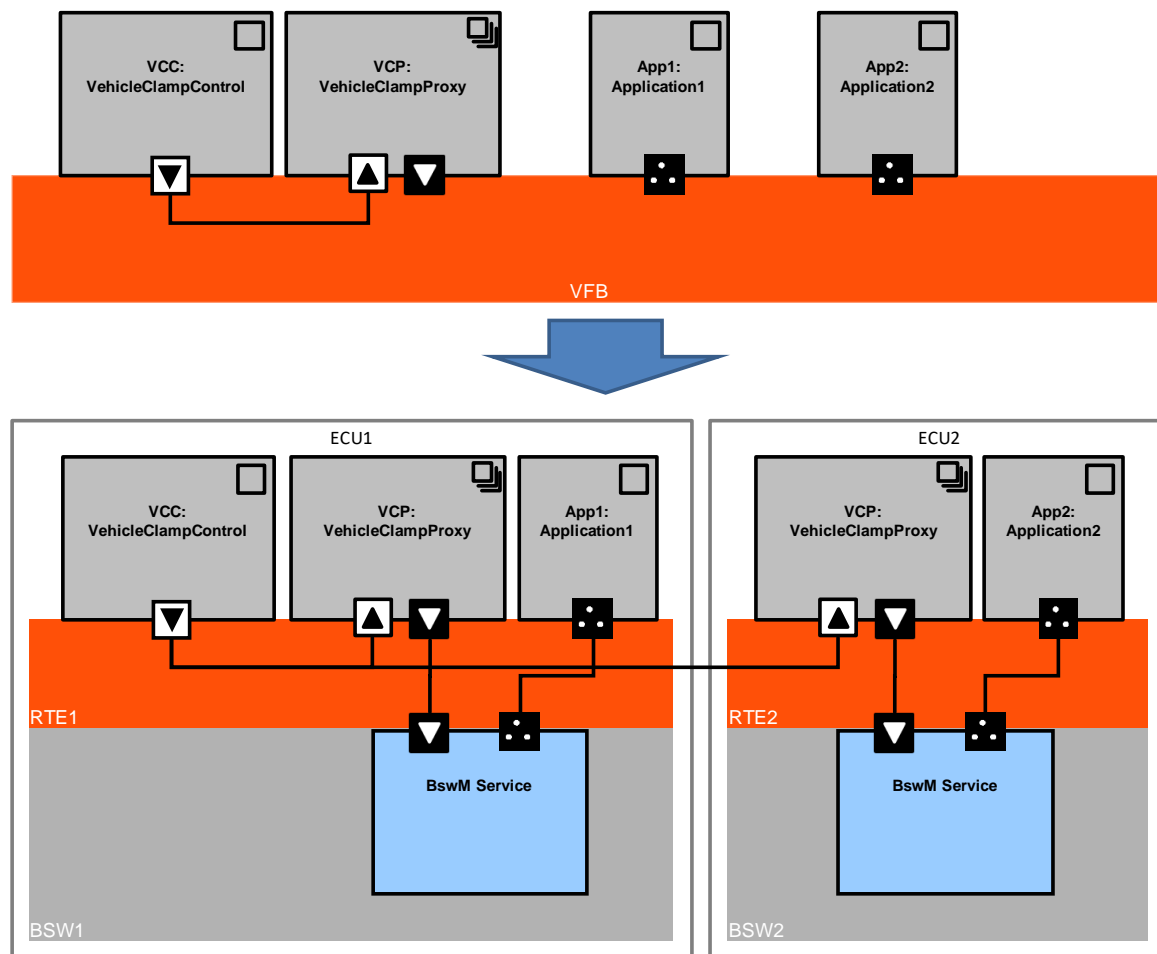 VCC:
VehicleClampControl
VCP:
VehicleClampProxy
App1:
Application1
App2:
Application2
VFB
ECU1
ECU2
VCC:
VehicleClampControl
VCP:
VehicleClampProxy
App1:
Application1
VCP:
VehicleClampProxy
App2:
Application2
RTE1
RTE2
BswM Service
BswM Service
BSW1
BSW2